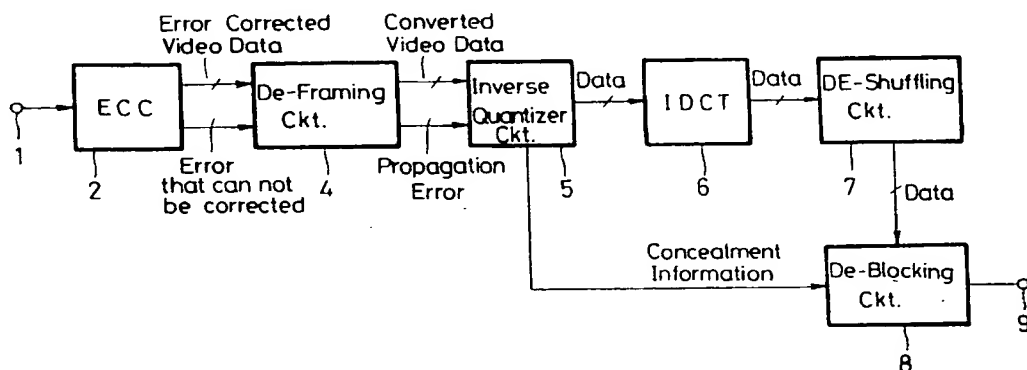 Error Corrected
Video Data
Converted
Video Data
ECC
De-Framing
Ckt.
Inverse
Quantizer
Ckt.
Data
IDCT
Data
DE-Shuffling
Ckt.
1
2
Error
that can not
be corrected
4
Propagation
Error
5
6
7
Data
Concealment
Information
De-Blocking
Ckt.
8
9